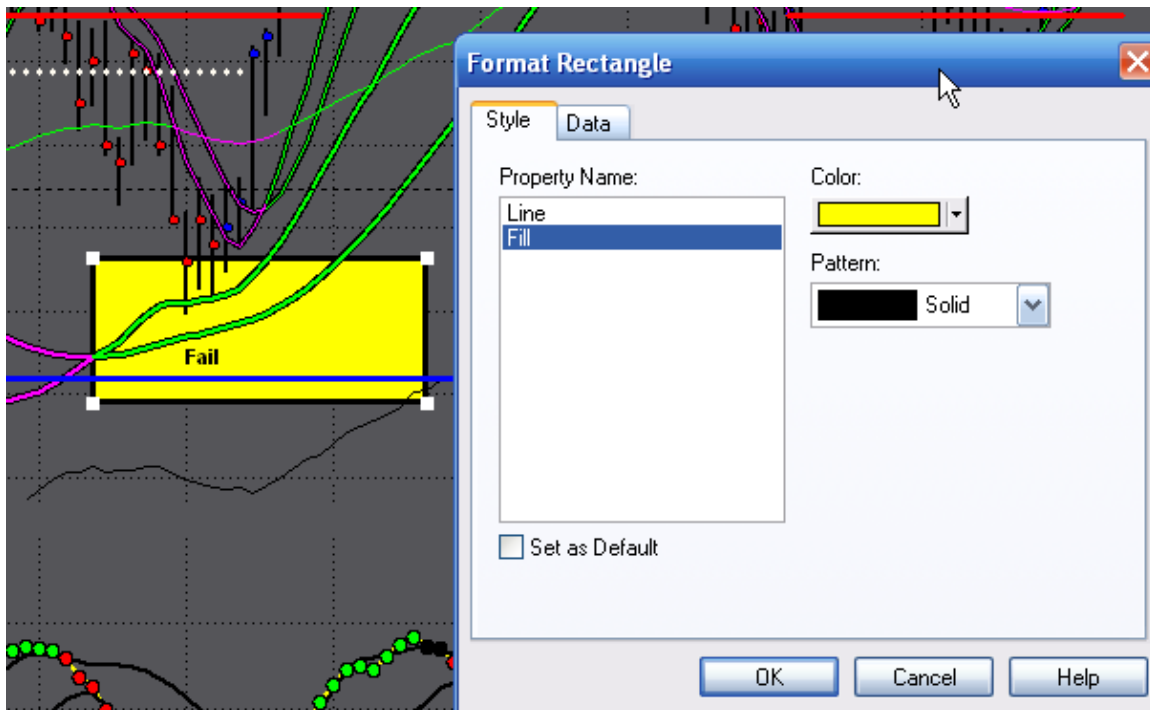 Format Rectangle
Style
Data
Property Name:
Line
Fill
Color:
Pattern:
Solid
Set as Default
OK
Cancel
Help
Fail